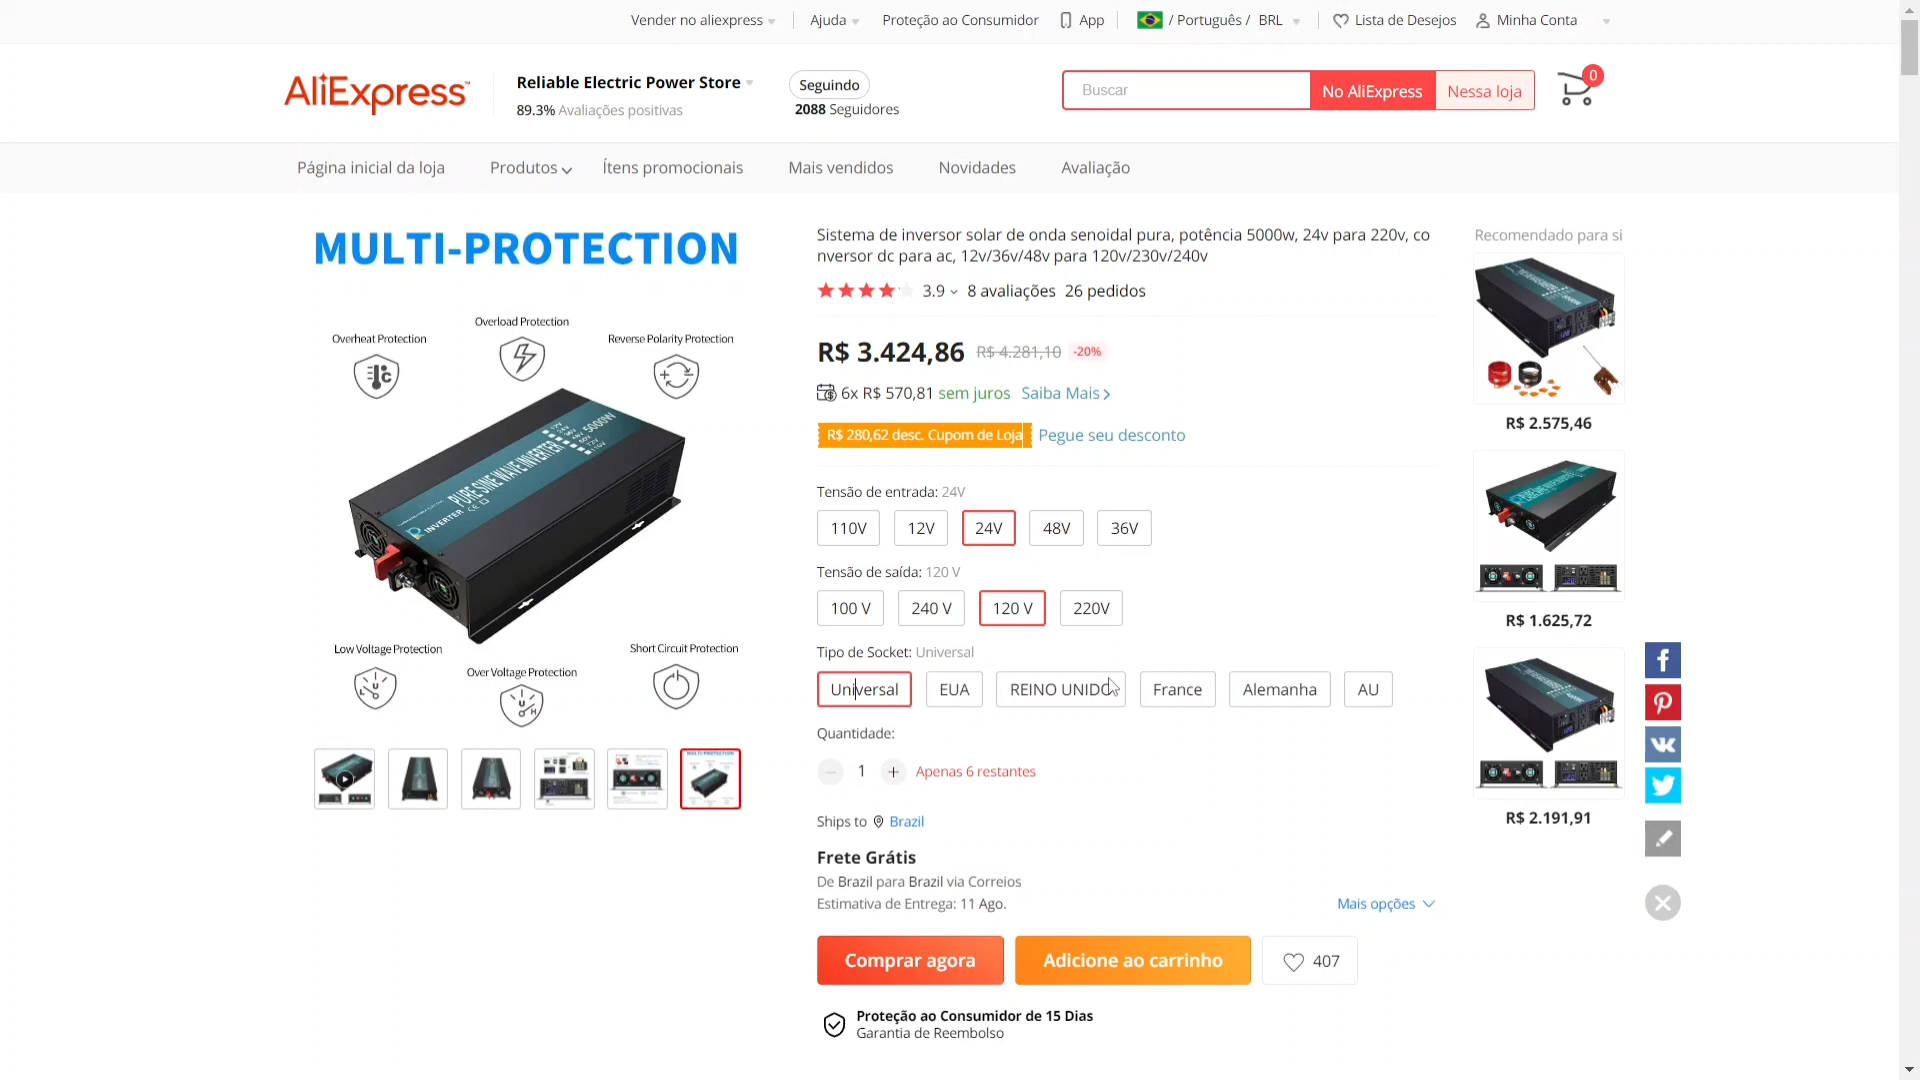 Vender no aliexpress
Ajuda
Proteção ao Consumidor
App
/ Português / BRL
Lista de Desejos
Minha Conta
AliExpress™
Reliable Electric Power Store
89.3% Avaliações positivas
Seguindo
2088 Seguidores
Buscar
No AliExpress
Nessa loja
0
Página inicial da loja
Produtos
Ítens promocionais
Mais vendidos
Novidades
Avaliação
MULTI-PROTECTION
Overload Protection
Overheat Protection
Reverse Polarity Protection
12V
24V
36V
48V
60V
72V
110V
5000W
PURE SINE WAVE INVERTER
INVERTER
Low Voltage Protection
Over Voltage Protection
Short Circuit Protection
Sistema de inversor solar de onda senoidal pura, potência 5000w, 24v para 220v, co
nversor dc para ac, 12v/36v/48v para 120v/230v/240v
3.9
8 avaliações
26 pedidos
R$ 3.424,86
R$ 4.281,10
-20%
6x R$ 570,81 sem juros
Saiba Mais
R$ 280,62 desc. Cupom de Loja
Pegue seu desconto
Tensão de entrada: 24V
110V
12V
24V
48V
36V
Tensão de saída: 120 V
100 V
240 V
120 V
220V
Tipo de Socket: Universal
Universal
EUA
REINO UNIDO
France
Alemanha
AU
Quantidade:
1
Apenas 6 restantes
Ships to
Brazil
Frete Grátis
De Brazil para Brazil via Correios
Estimativa de Entrega: 11 Ago.
Mais opções
Comprar agora
Adicione ao carrinho
407
Proteção ao Consumidor de 15 Dias
Garantia de Reembolso
Recomendado para si
R$ 2.575,46
R$ 1.625,72
R$ 2.191,91